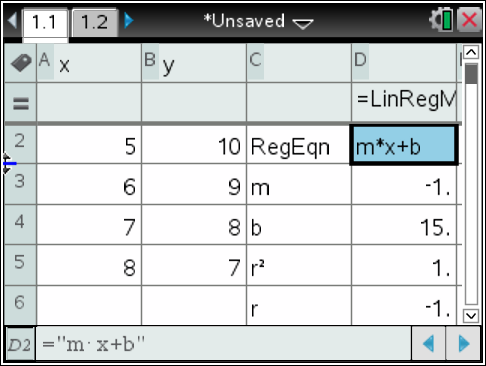 1.1 1.2 *Unsaved
A x B y C D
= =LinRegM
2 5 10 RegEqn m*x+b
3 6 9 m -1.
4 7 8 b 15.
5 8 7 r² 1.
6 r -1.
D2 ="m·x+b"